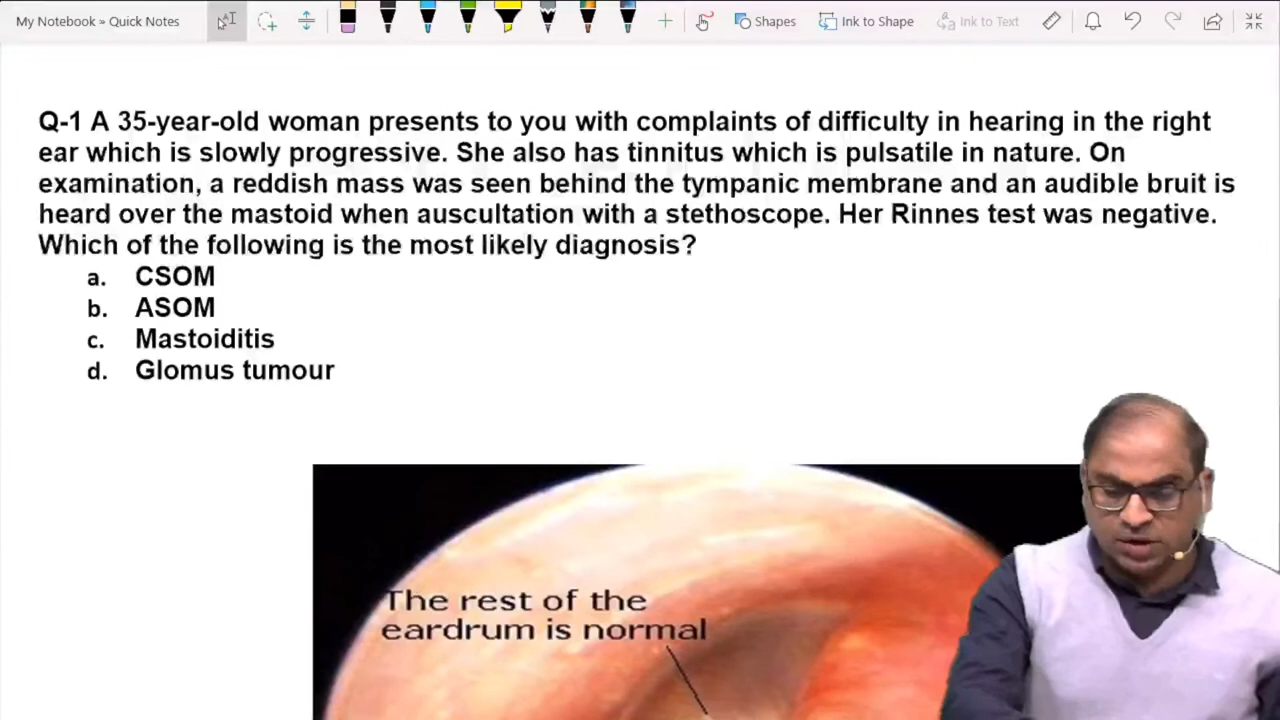 My Notebook » Quick Notes
Shapes
Ink to Shape
Ink to Text
Q-1 A 35-year-old woman presents to you with complaints of difficulty in hearing in the right
ear which is slowly progressive. She also has tinnitus which is pulsatile in nature. On
examination, a reddish mass was seen behind the tympanic membrane and an audible bruit is
heard over the mastoid when auscultation with a stethoscope. Her Rinnes test was negative.
Which of the following is the most likely diagnosis?
a. CSOM
b. ASOM
c. Mastoiditis
d. Glomus tumour
The rest of the
eardrum is normal